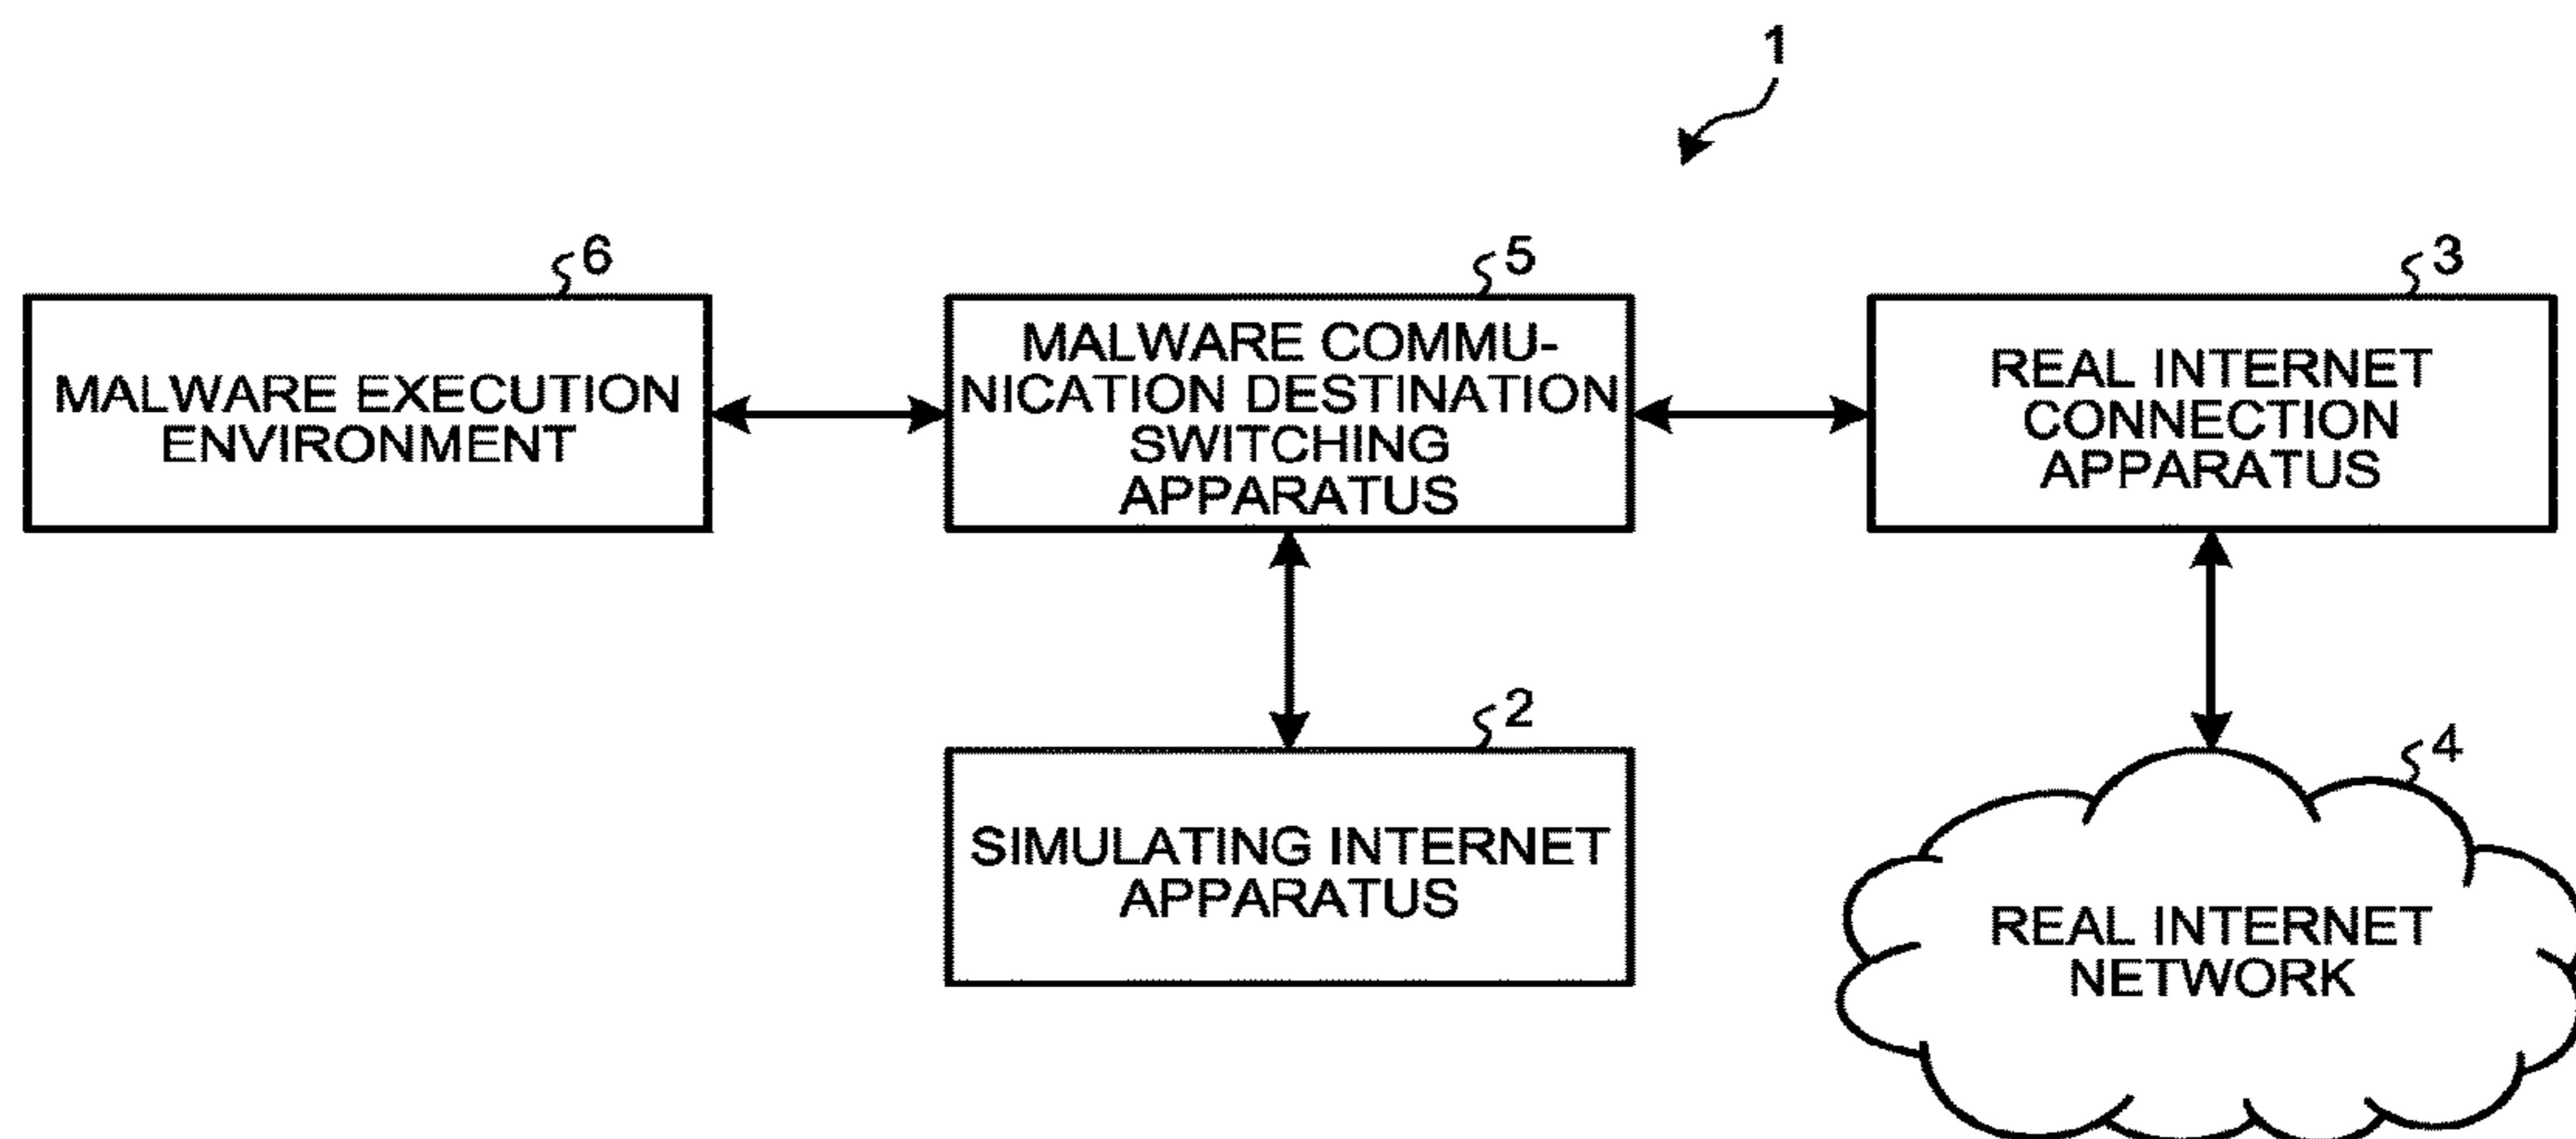 1
6
MALWARE EXECUTION
ENVIRONMENT
5
MALWARE COMMU-
NICATION DESTINATION
SWITCHING
APPARATUS
3
REAL INTERNET
CONNECTION
APPARATUS
2
SIMULATING INTERNET
APPARATUS
4
REAL INTERNET
NETWORK